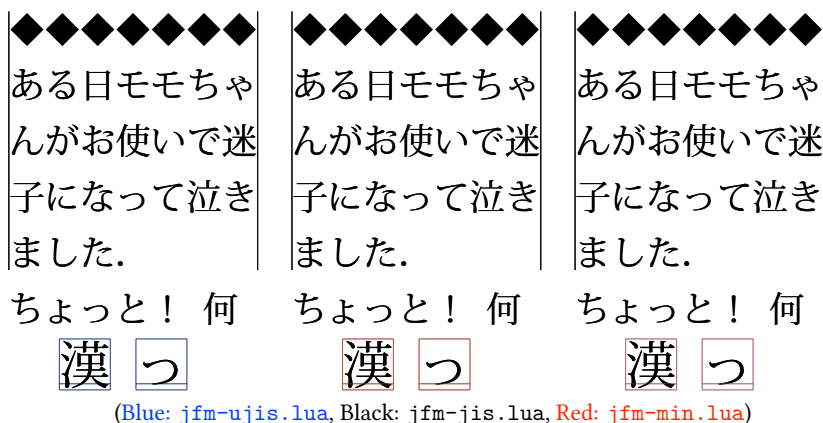 ◆◆◆◆◆◆◆
ある日モモちゃ
んがお使いで迷
子になって泣き
ました.
ちょっと！ 何
漢 っ
◆◆◆◆◆◆◆
ある日モモちゃ
んがお使いで迷
子になって泣き
ました.
ちょっと！ 何
漢 っ
◆◆◆◆◆◆◆
ある日モモちゃ
んがお使いで迷
子になって泣き
ました.
ちょっと！ 何
漢 っ
(Blue: jfm-ujis.lua, Black: jfm-jis.lua, Red: jfm-min.lua)